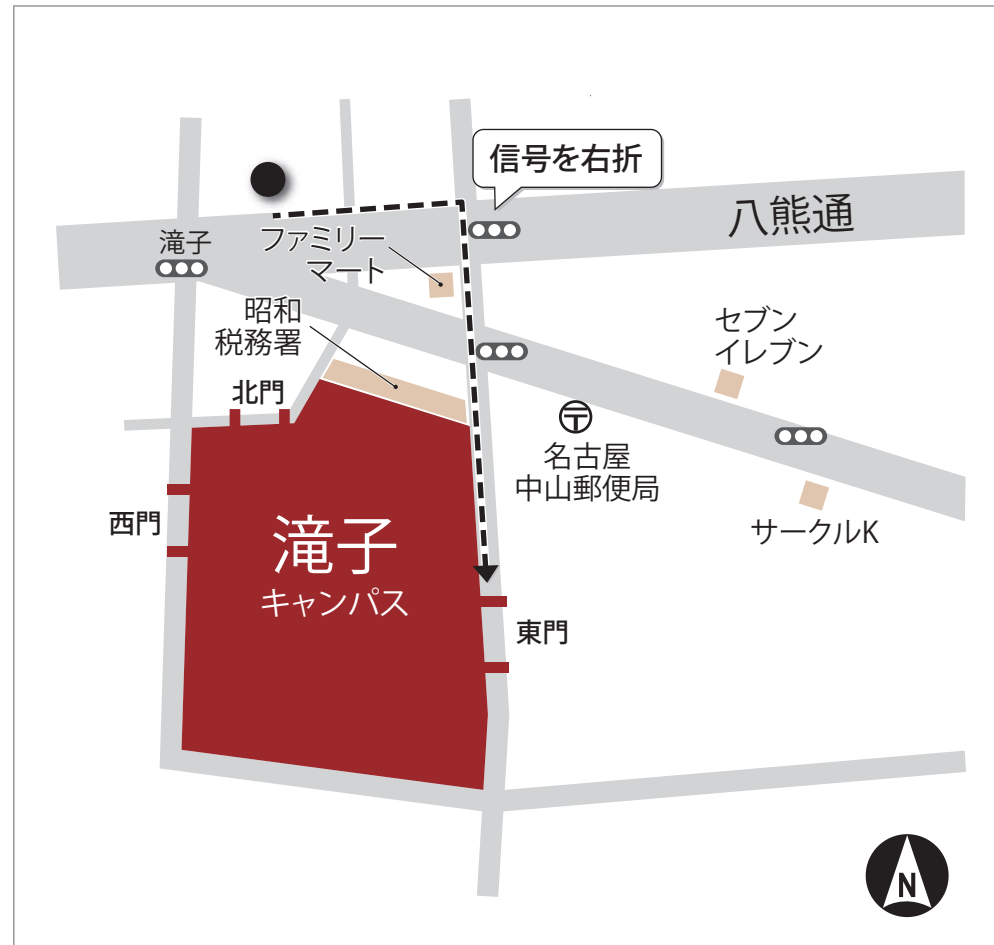 信号を右折
八熊通
滝子
ファミリー
マート
昭和
税務署
セブン
イレブン
北門
名古屋
中山郵便局
西門
滝子
キャンパス
サークルK
東門
N